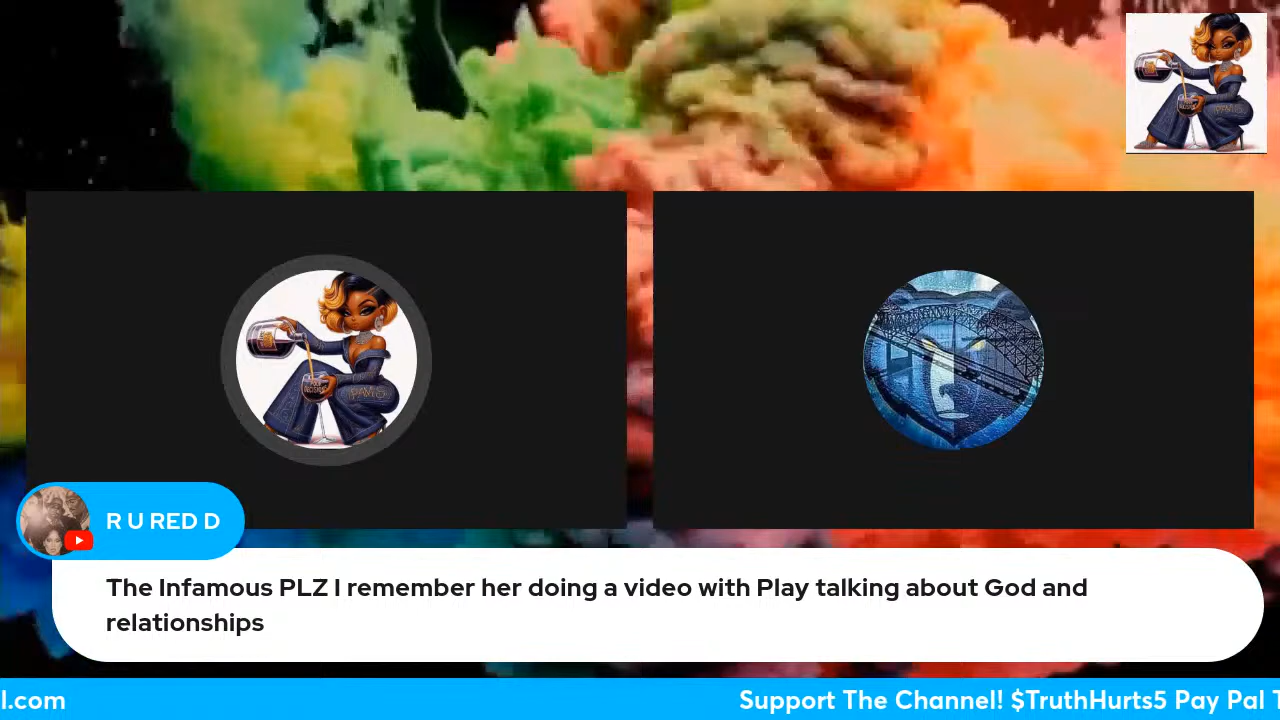 R U RED D
The Infamous PLZ I remember her doing a video with Play talking about God and
relationships
l.com
Support The Channel! $TruthHurts5 Pay Pal T